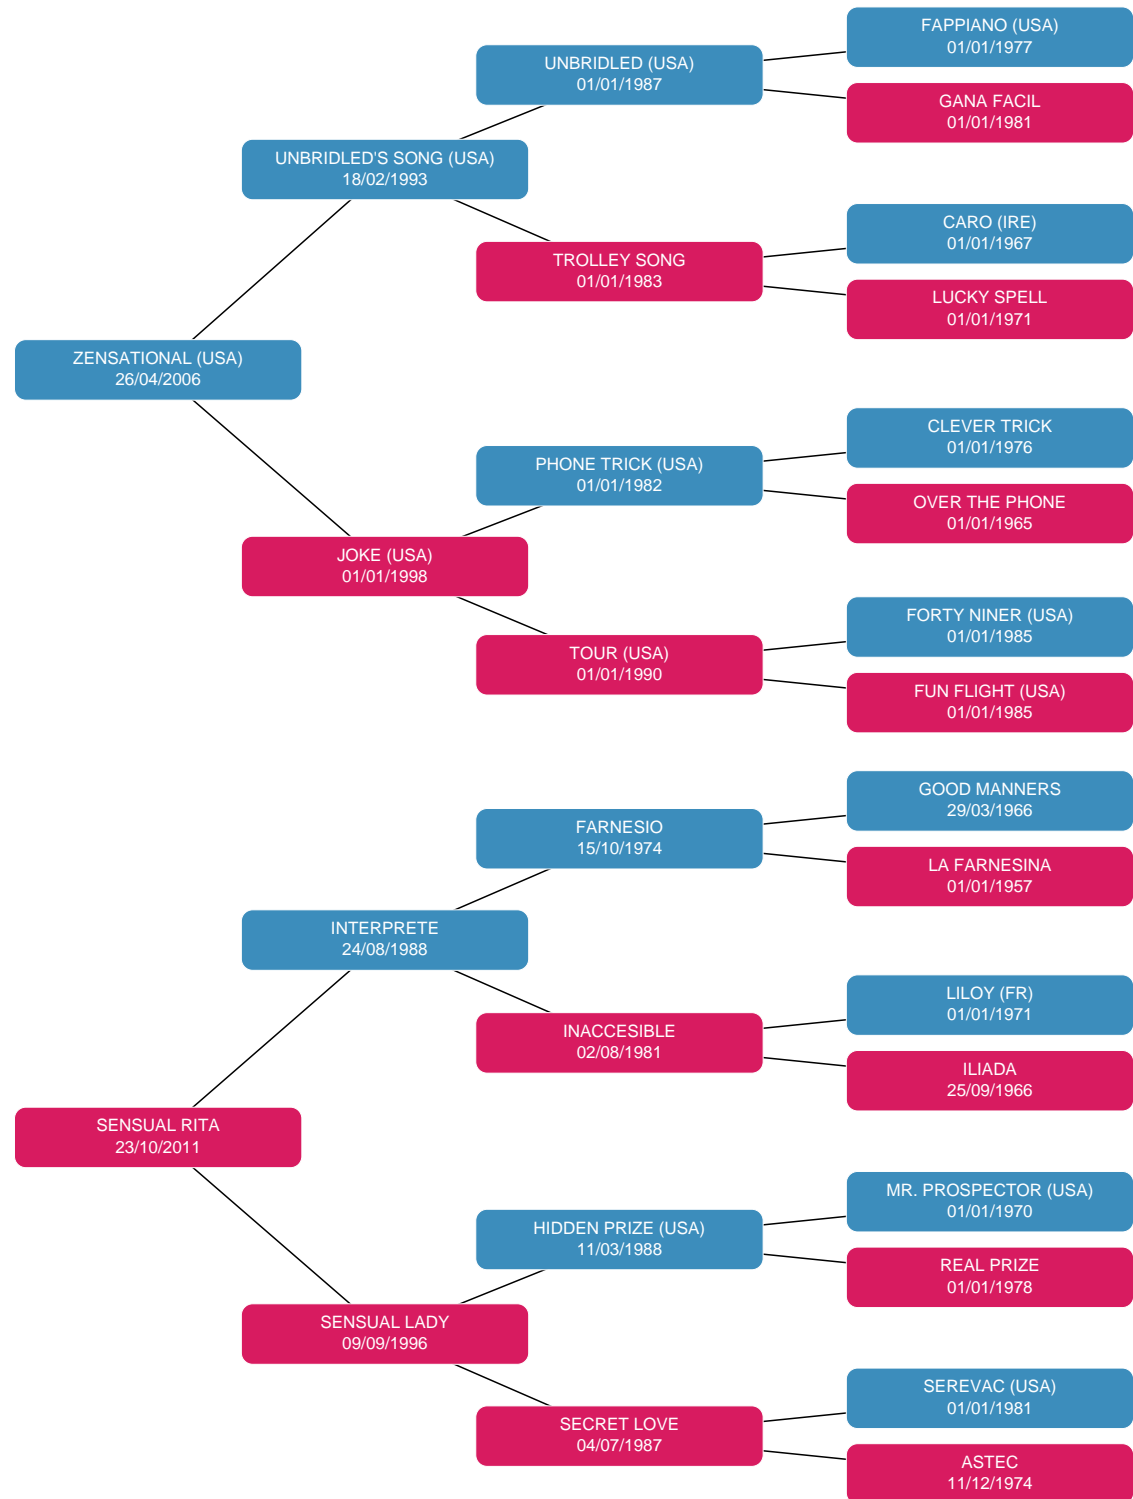 FAPPIANO (USA)
01/01/1977
UNBRIDLED (USA)
01/01/1987
GANA FACIL
01/01/1981
UNBRIDLED'S SONG (USA)
18/02/1993
CARO (IRE)
01/01/1967
TROLLEY SONG
01/01/1983
LUCKY SPELL
01/01/1971
ZENSATIONAL (USA)
26/04/2006
CLEVER TRICK
01/01/1976
PHONE TRICK (USA)
01/01/1982
OVER THE PHONE
01/01/1965
JOKE (USA)
01/01/1998
FORTY NINER (USA)
01/01/1985
TOUR (USA)
01/01/1990
FUN FLIGHT (USA)
01/01/1985
GOOD MANNERS
29/03/1966
FARNESIO
15/10/1974
LA FARNESINA
01/01/1957
INTERPRETE
24/08/1988
LILOY (FR)
01/01/1971
INACCESIBLE
02/08/1981
ILIADA
25/09/1966
SENSUAL RITA
23/10/2011
MR. PROSPECTOR (USA)
01/01/1970
HIDDEN PRIZE (USA)
11/03/1988
REAL PRIZE
01/01/1978
SENSUAL LADY
09/09/1996
SEREVAC (USA)
01/01/1981
SECRET LOVE
04/07/1987
ASTEC
11/12/1974